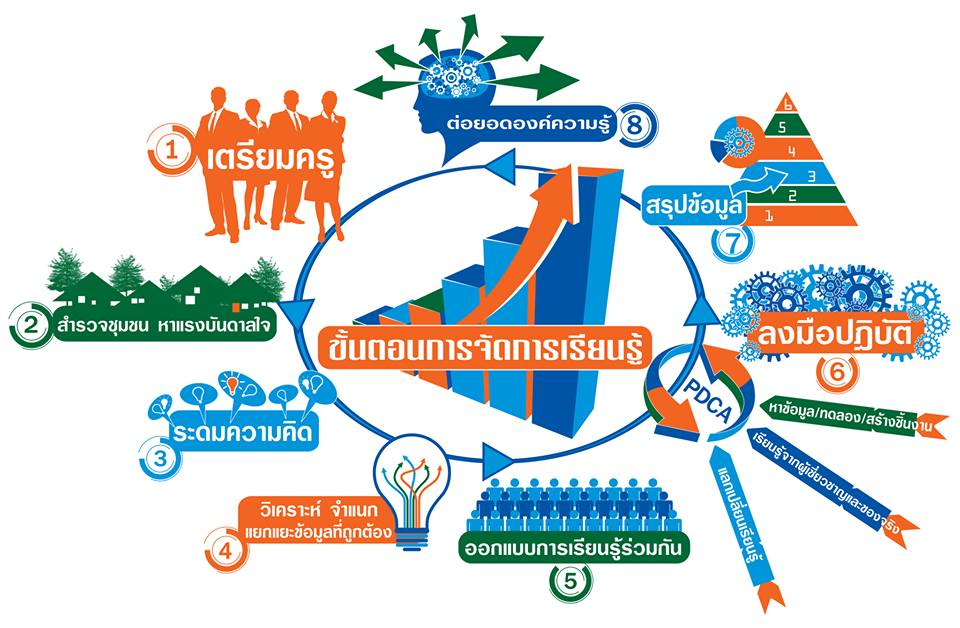 ขั้นตอนการจัดการเรียนรู้
1
เตรียมครู
2
สำรวจชุมชน หาแรงบันดาลใจ
3
ระดมความคิด
4
วิเคราะห์ จำแนก
แยกแยะข้อมูลที่ถูกต้อง
5
ออกแบบการเรียนรู้ร่วมกัน
6
ลงมือปฏิบัติ
PDCA
หาข้อมูล/ทดลอง/สร้างชิ้นงาน
เรียนรู้จากผู้เชี่ยวชาญและของจริง
แลกเปลี่ยนเรียนรู้
7
สรุปข้อมูล
6
5
4
3
2
1
8
ต่อยอดองค์ความรู้